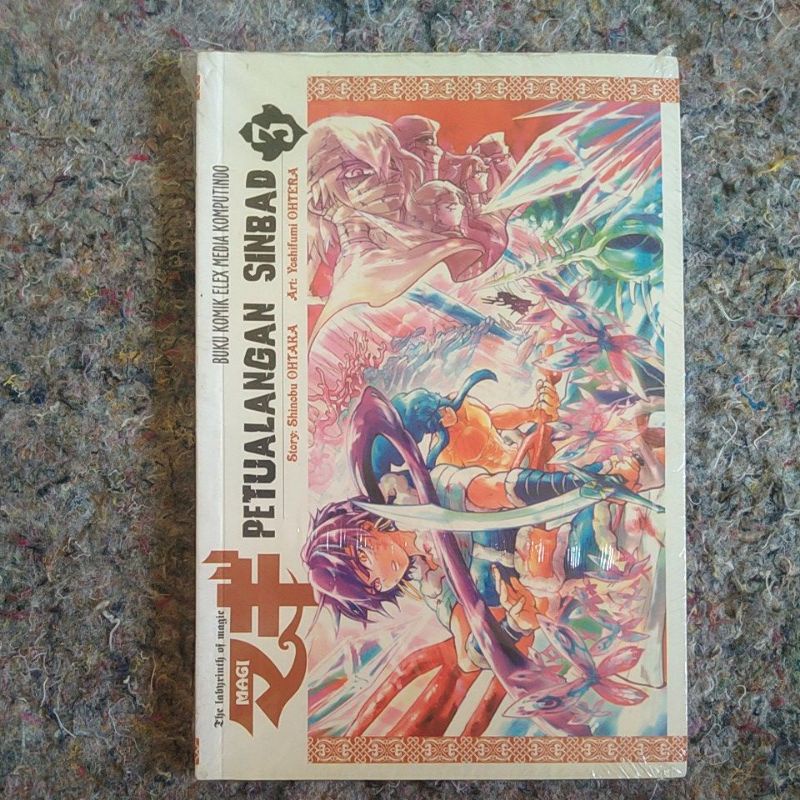 BUKU KOMIK ELEX MEDIA KOMPUTINDO
The labyrinth of magic
マギ
MAGI
PETUALANGAN SINBAD 3
Story: Shinobu OHTAKA Art: Yoshifumi OHTERA